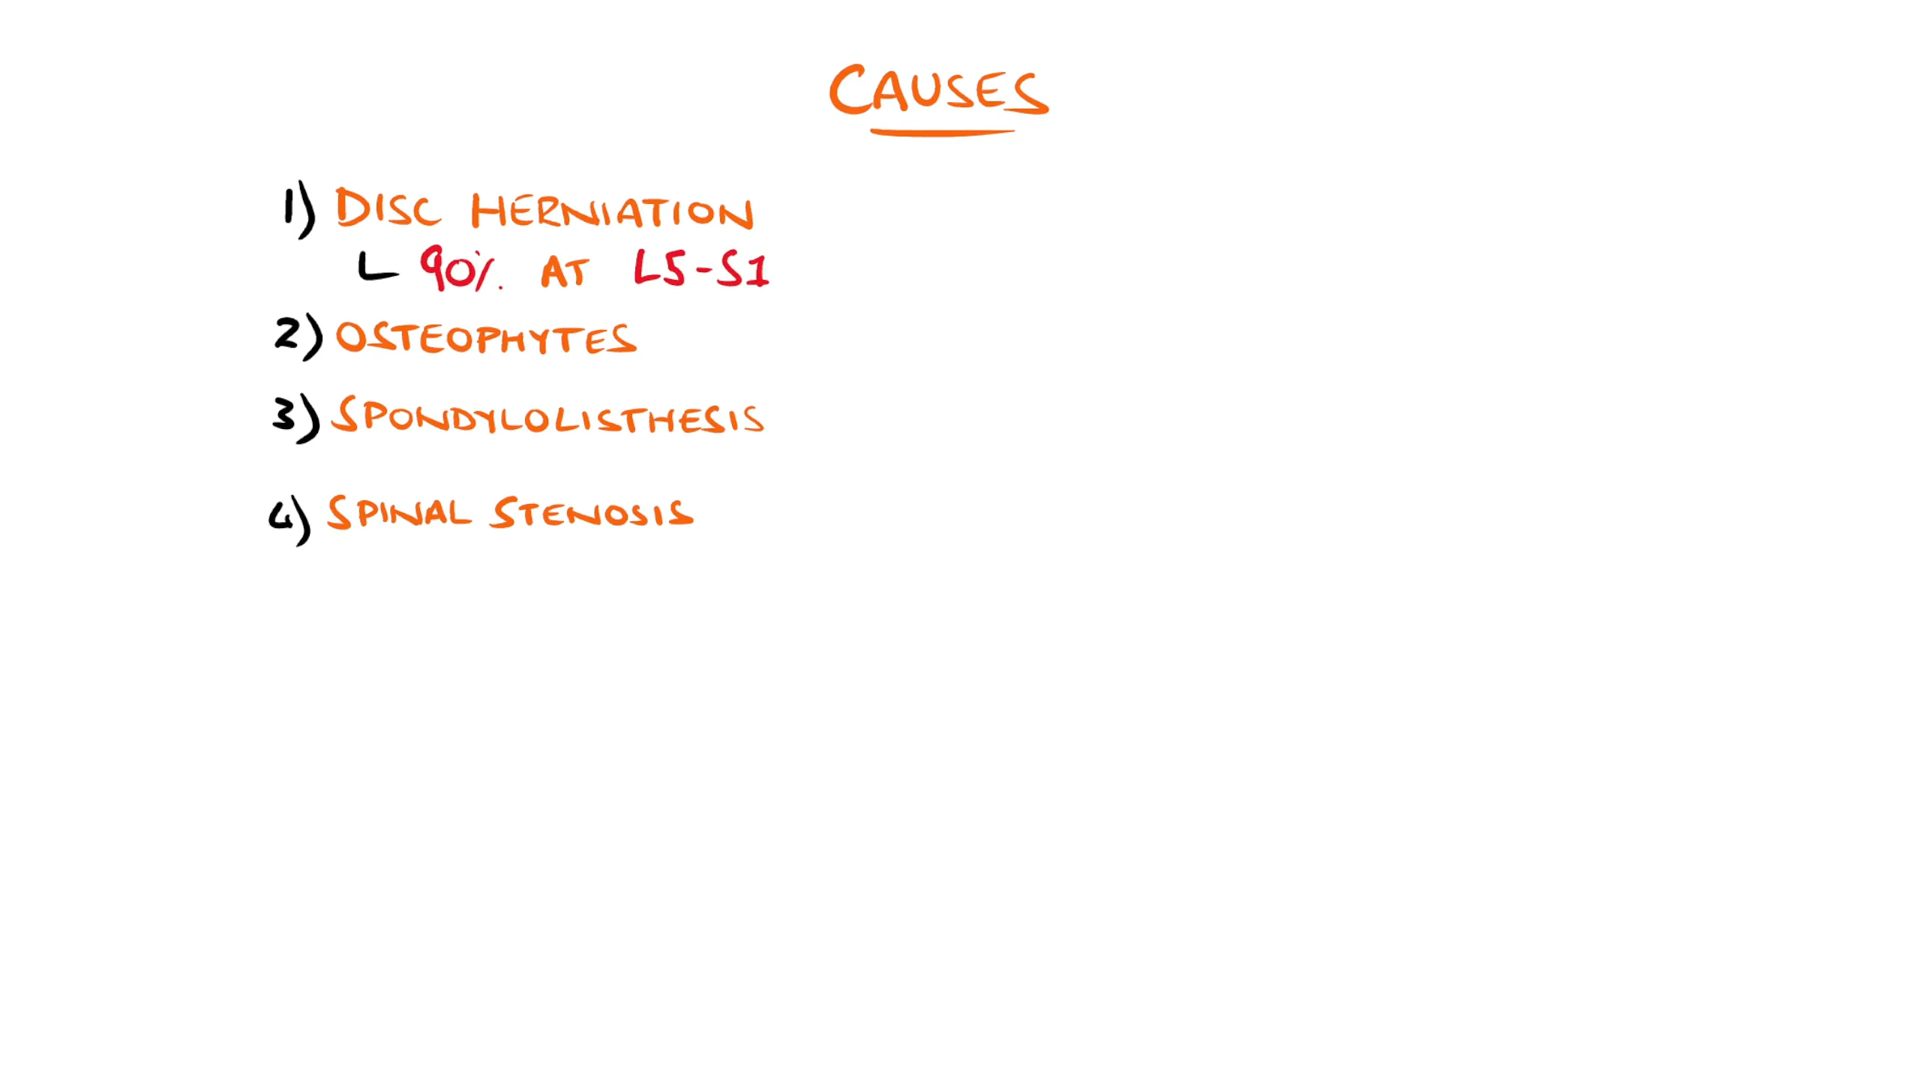 CAUSES
1) DISC HERNIATION
90% AT L5-S1
2) OSTEOPHYTES
3) SPONDYLOLISTHESIS
4) SPINAL STENOSIS